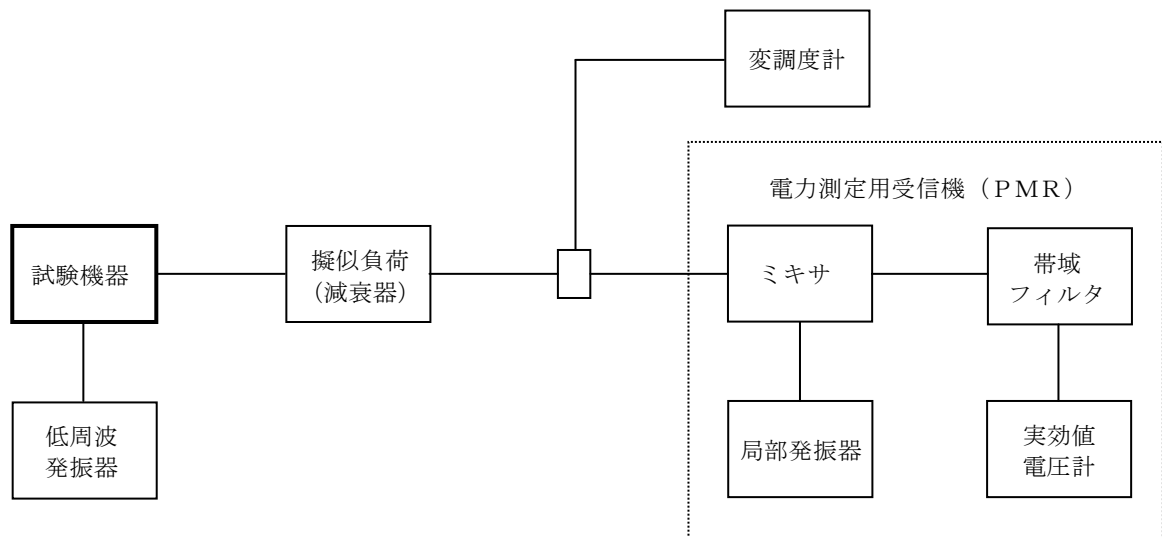 変調度計
電力測定用受信機（ＰＭＲ）
試験機器
擬似負荷
（減衰器）
ミキサ
帯域
フィルタ
低周波
発振器
局部発振器
実効値
電圧計